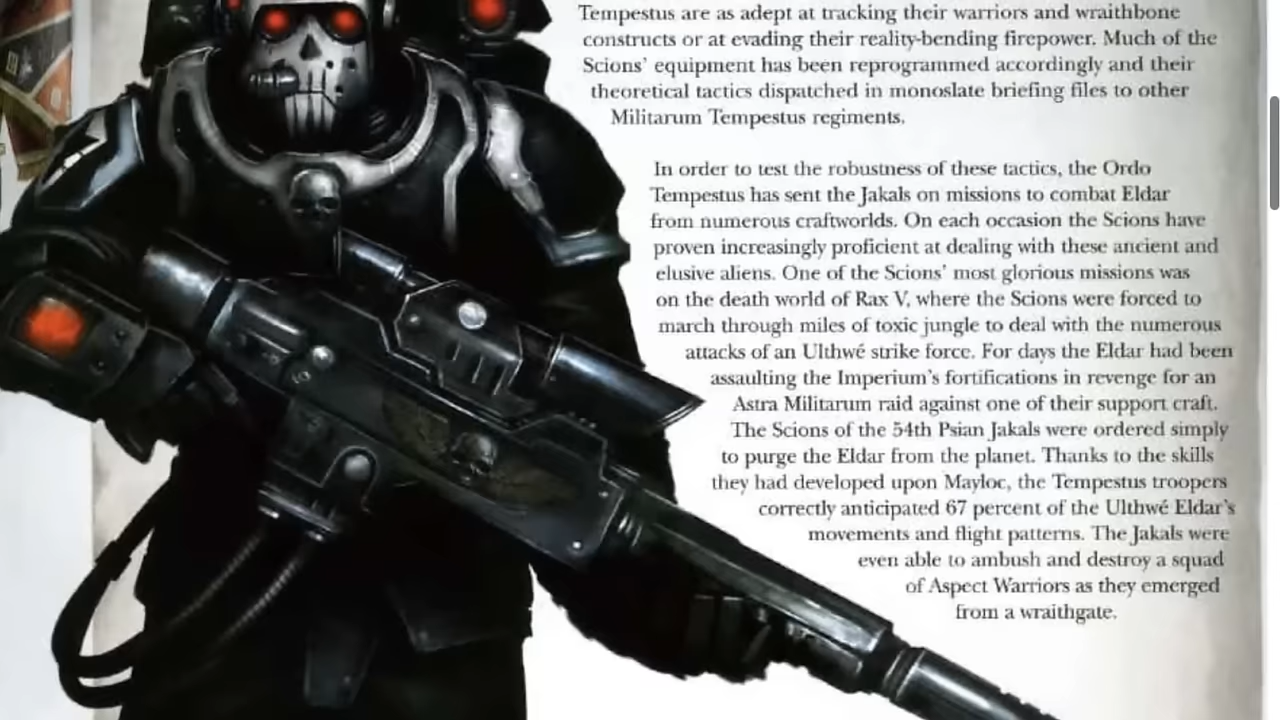 Tempestus are as adept at tracking their warriors and wraithbone
constructs or at evading their reality-bending firepower. Much of the
Scions' equipment has been reprogrammed accordingly and their
theoretical tactics dispatched in monoslate briefing files to other
Militarum Tempestus regiments.
In order to test the robustness of these tactics, the Ordo
Tempestus has sent the Jakals on missions to combat Eldar
from numerous craftworlds. On each occasion the Scions have
proven increasingly proficient at dealing with these ancient and
elusive aliens. One of the Scions' most glorious missions was
on the death world of Rax V, where the Scions were forced to
march through miles of toxic jungle to deal with the numerous
attacks of an Ulthwé strike force. For days the Eldar had been
assaulting the Imperium's fortifications in revenge for an
Astra Militarum raid against one of their support craft.
The Scions of the 54th Psian Jakals were ordered simply
to purge the Eldar from the planet. Thanks to the skills
they had developed upon Mayloc, the Tempestus troopers
correctly anticipated 67 percent of the Ulthwé Eldar's
movements and flight patterns. The Jakals were
even able to ambush and destroy a squad
of Aspect Warriors as they emerged
from a wraithgate.